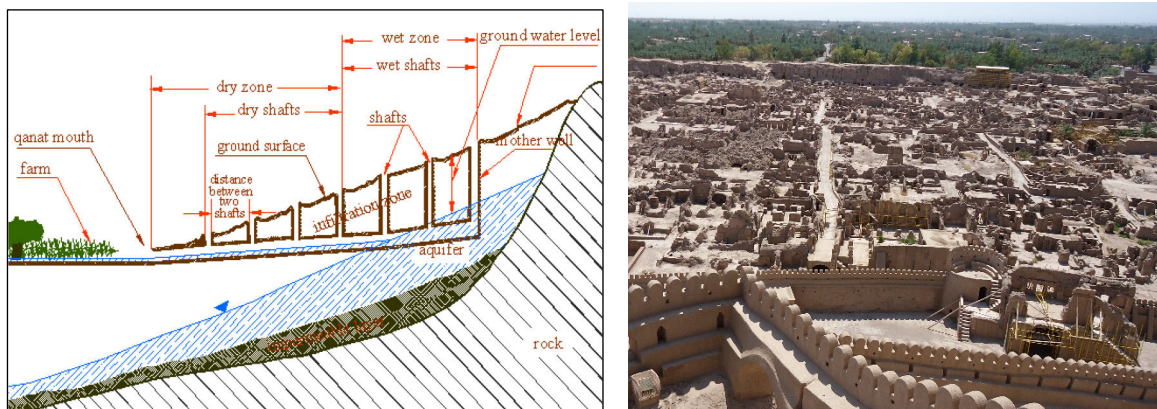 wet zone
ground water level
wet shafts
dry zone
dry shafts
shafts
qanat mouth
mother well
ground surface
farm
distance
between
two
shafts
infiltration zone
aquifer
rock